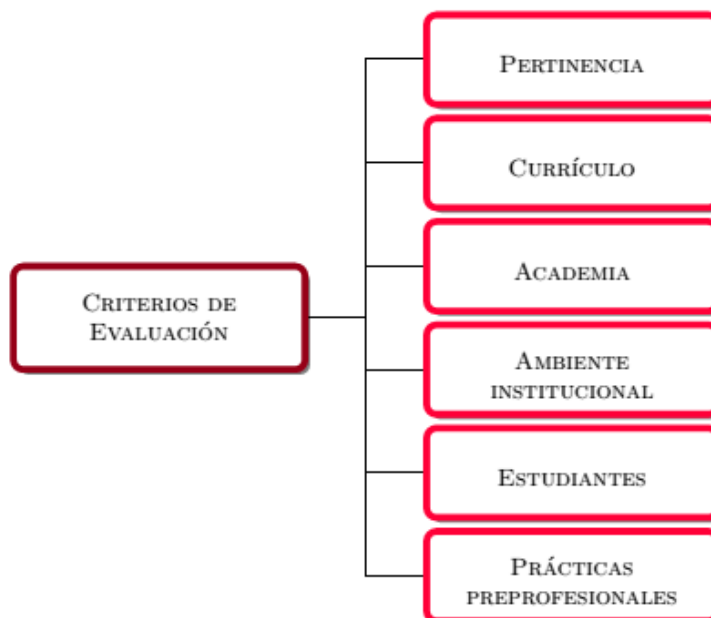 Pertinencia
Currículo
Academia
Criterios de
Evaluación
Ambiente
institucional
Estudiantes
Prácticas
preprofesionales